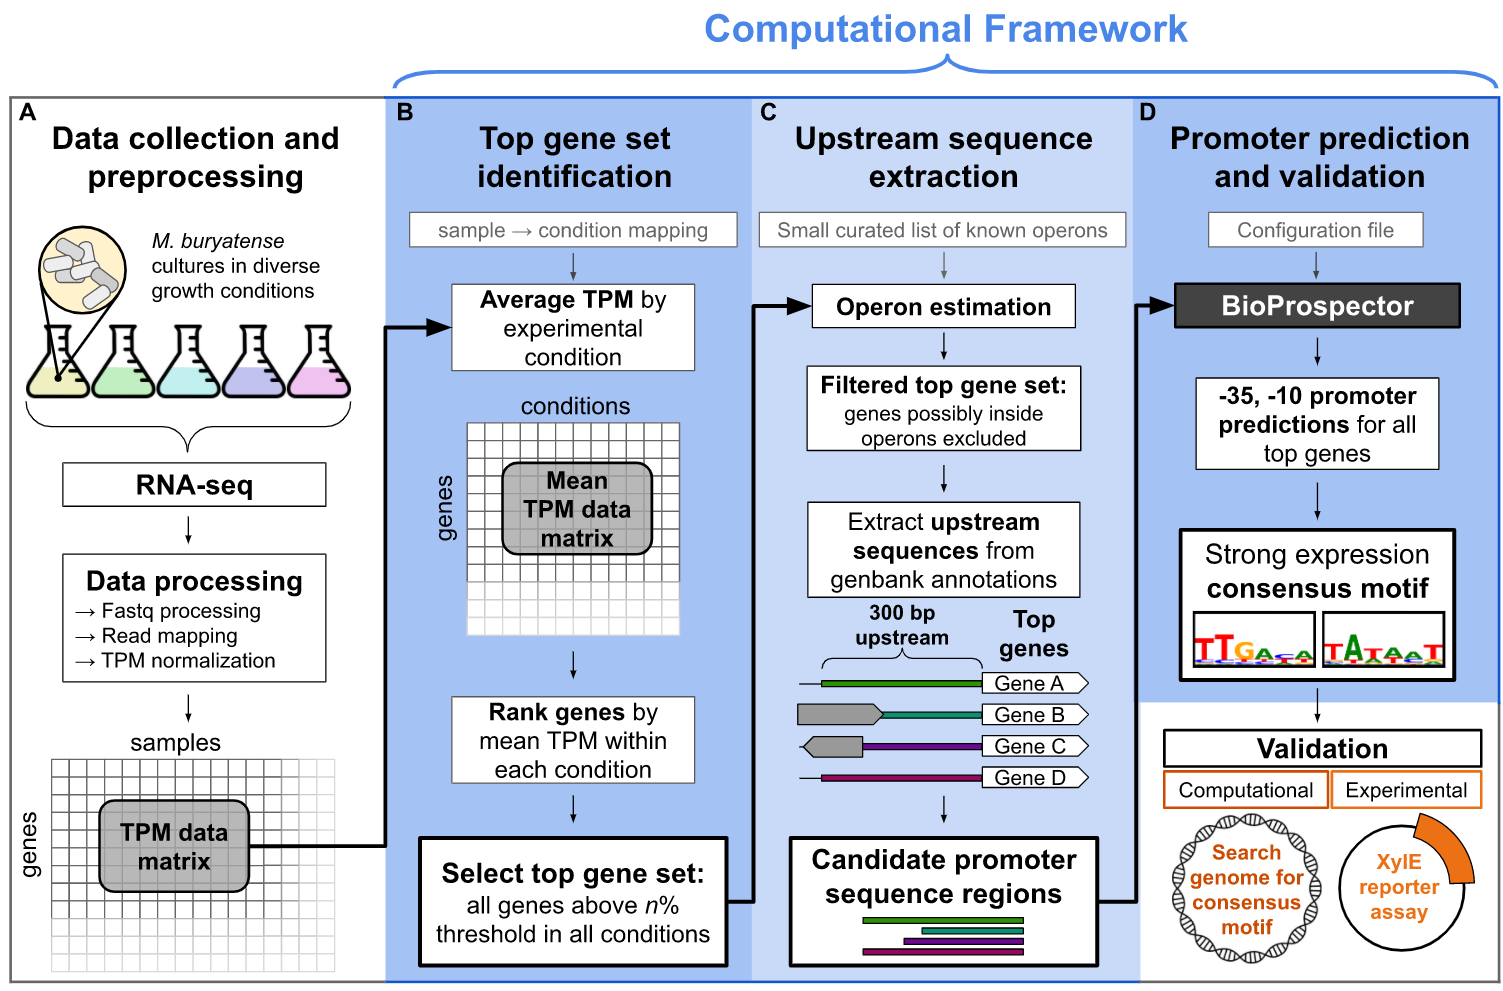 Computational Framework
A
Data collection and
preprocessing
M. buryatense
cultures in diverse
growth conditions
RNA-seq
Data processing
→ Fastq processing
→ Read mapping
→ TPM normalization
samples
genes
TPM data
matrix
B
Top gene set
identification
sample → condition mapping
Average TPM by
experimental
condition
conditions
genes
Mean
TPM data
matrix
Rank genes by
mean TPM within
each condition
Select top gene set:
all genes above n%
threshold in all conditions
C
Upstream sequence
extraction
Small curated list of known operons
Operon estimation
Filtered top gene set:
genes possibly inside
operons excluded
Extract upstream
sequences from
genbank annotations
300 bp
upstream
Top
genes
Gene A
Gene B
Gene C
Gene D
Candidate promoter
sequence regions
D
Promoter prediction
and validation
Configuration file
BioProspector
-35, -10 promoter
predictions for all
top genes
Strong expression
consensus motif
TTGACA
TATAAT
Validation
Computational
Experimental
Search
genome for
consensus
motif
XylE
reporter
assay